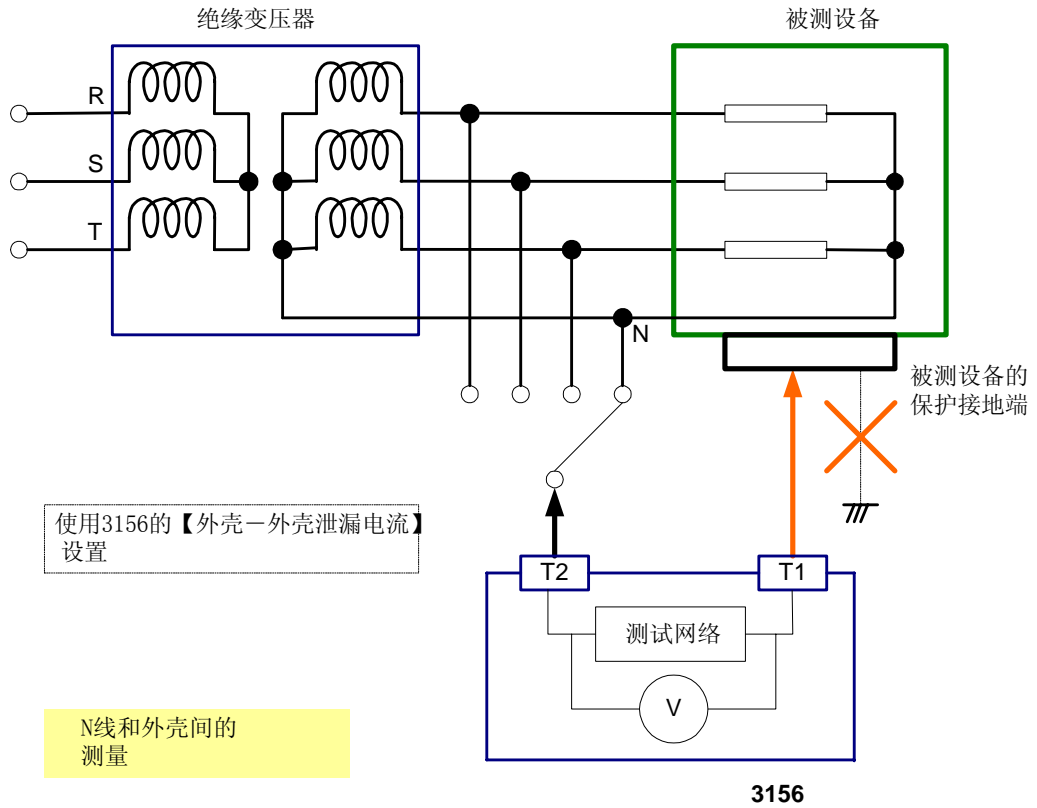 绝缘变压器
被测设备
R
S
T
N
被测设备的
保护接地端
使用3156的【外壳－外壳泄漏电流】
设置
T2
T1
测试网络
V
N线和外壳间的
测量
3156